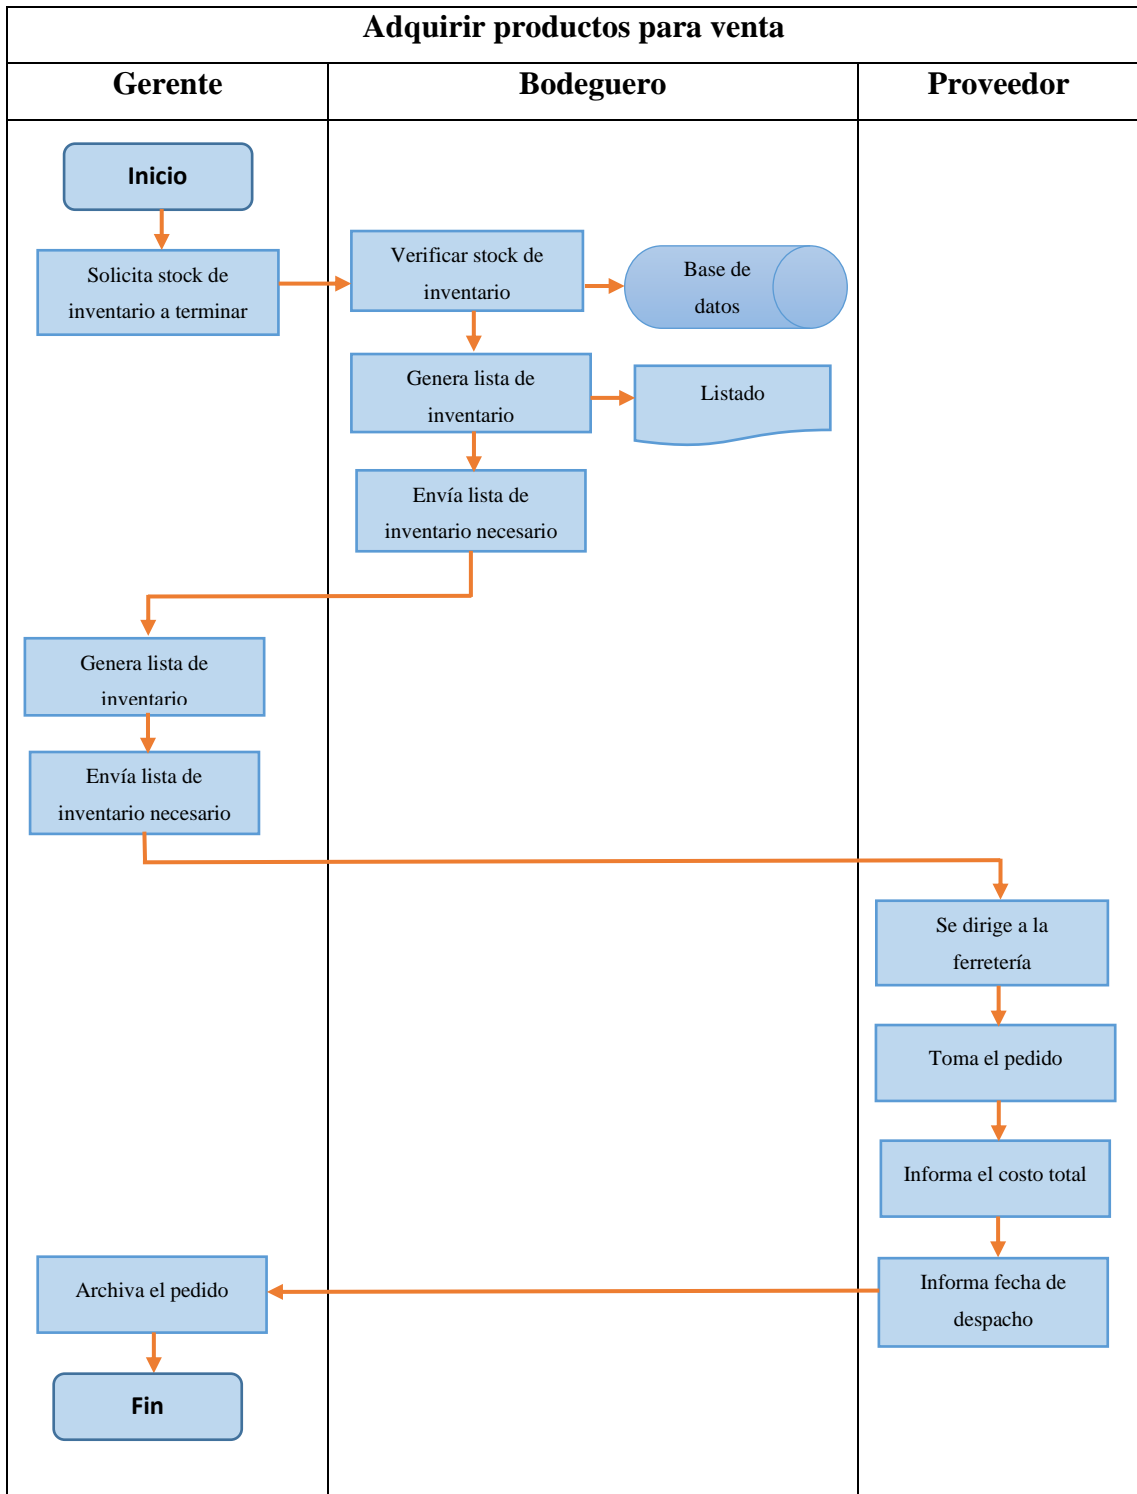 Adquirir productos para venta
Gerente
Bodeguero
Proveedor
Inicio
Solicita stock de
inventario a terminar
Verificar stock de
inventario
Base de
datos
Genera lista de
inventario
Listado
Envía lista de
inventario necesario
Genera lista de
inventario
Envía lista de
inventario necesario
Se dirige a la
ferretería
Toma el pedido
Informa el costo total
Informa fecha de
despacho
Archiva el pedido
Fin